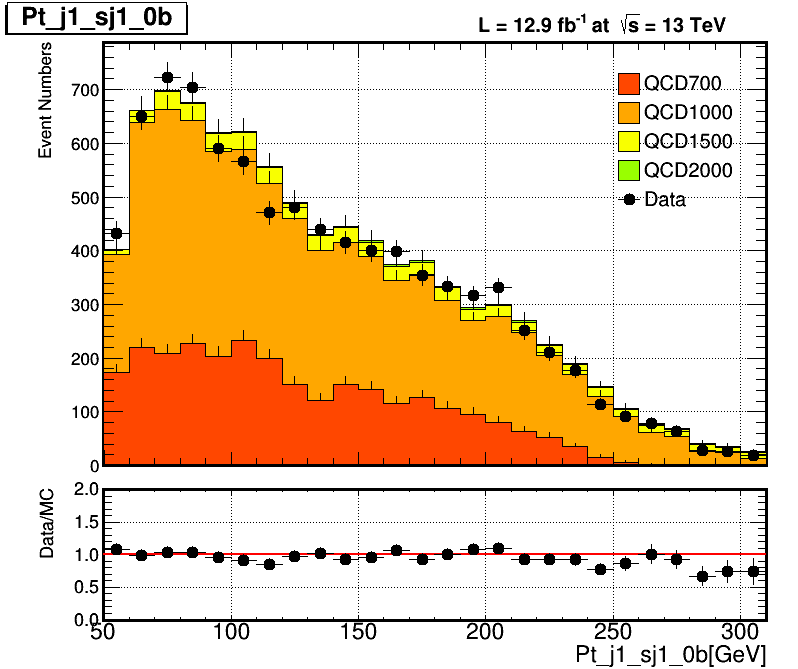 Pt_j1_sj1_0b
L = 12.9 fb⁻¹ at √s = 13 TeV
Event Numbers
700
600
500
400
300
200
100
0
QCD700
QCD1000
QCD1500
QCD2000
Data
Data/MC
2.0
1.5
1.0
0.5
0.0
50 100 150 200 250 300
Pt_j1_sj1_0b[GeV]